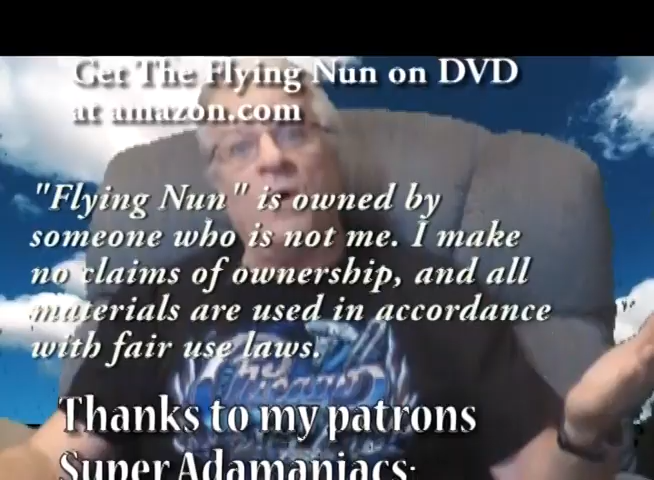 Get The Flying Nun on DVD
at amazon.com
"Flying Nun" is owned by
someone who is not me. I make
no claims of ownership, and all
materials are used in accordance
with fair use laws.
Chicago
Thanks to my patrons
Super Adamaniacs: